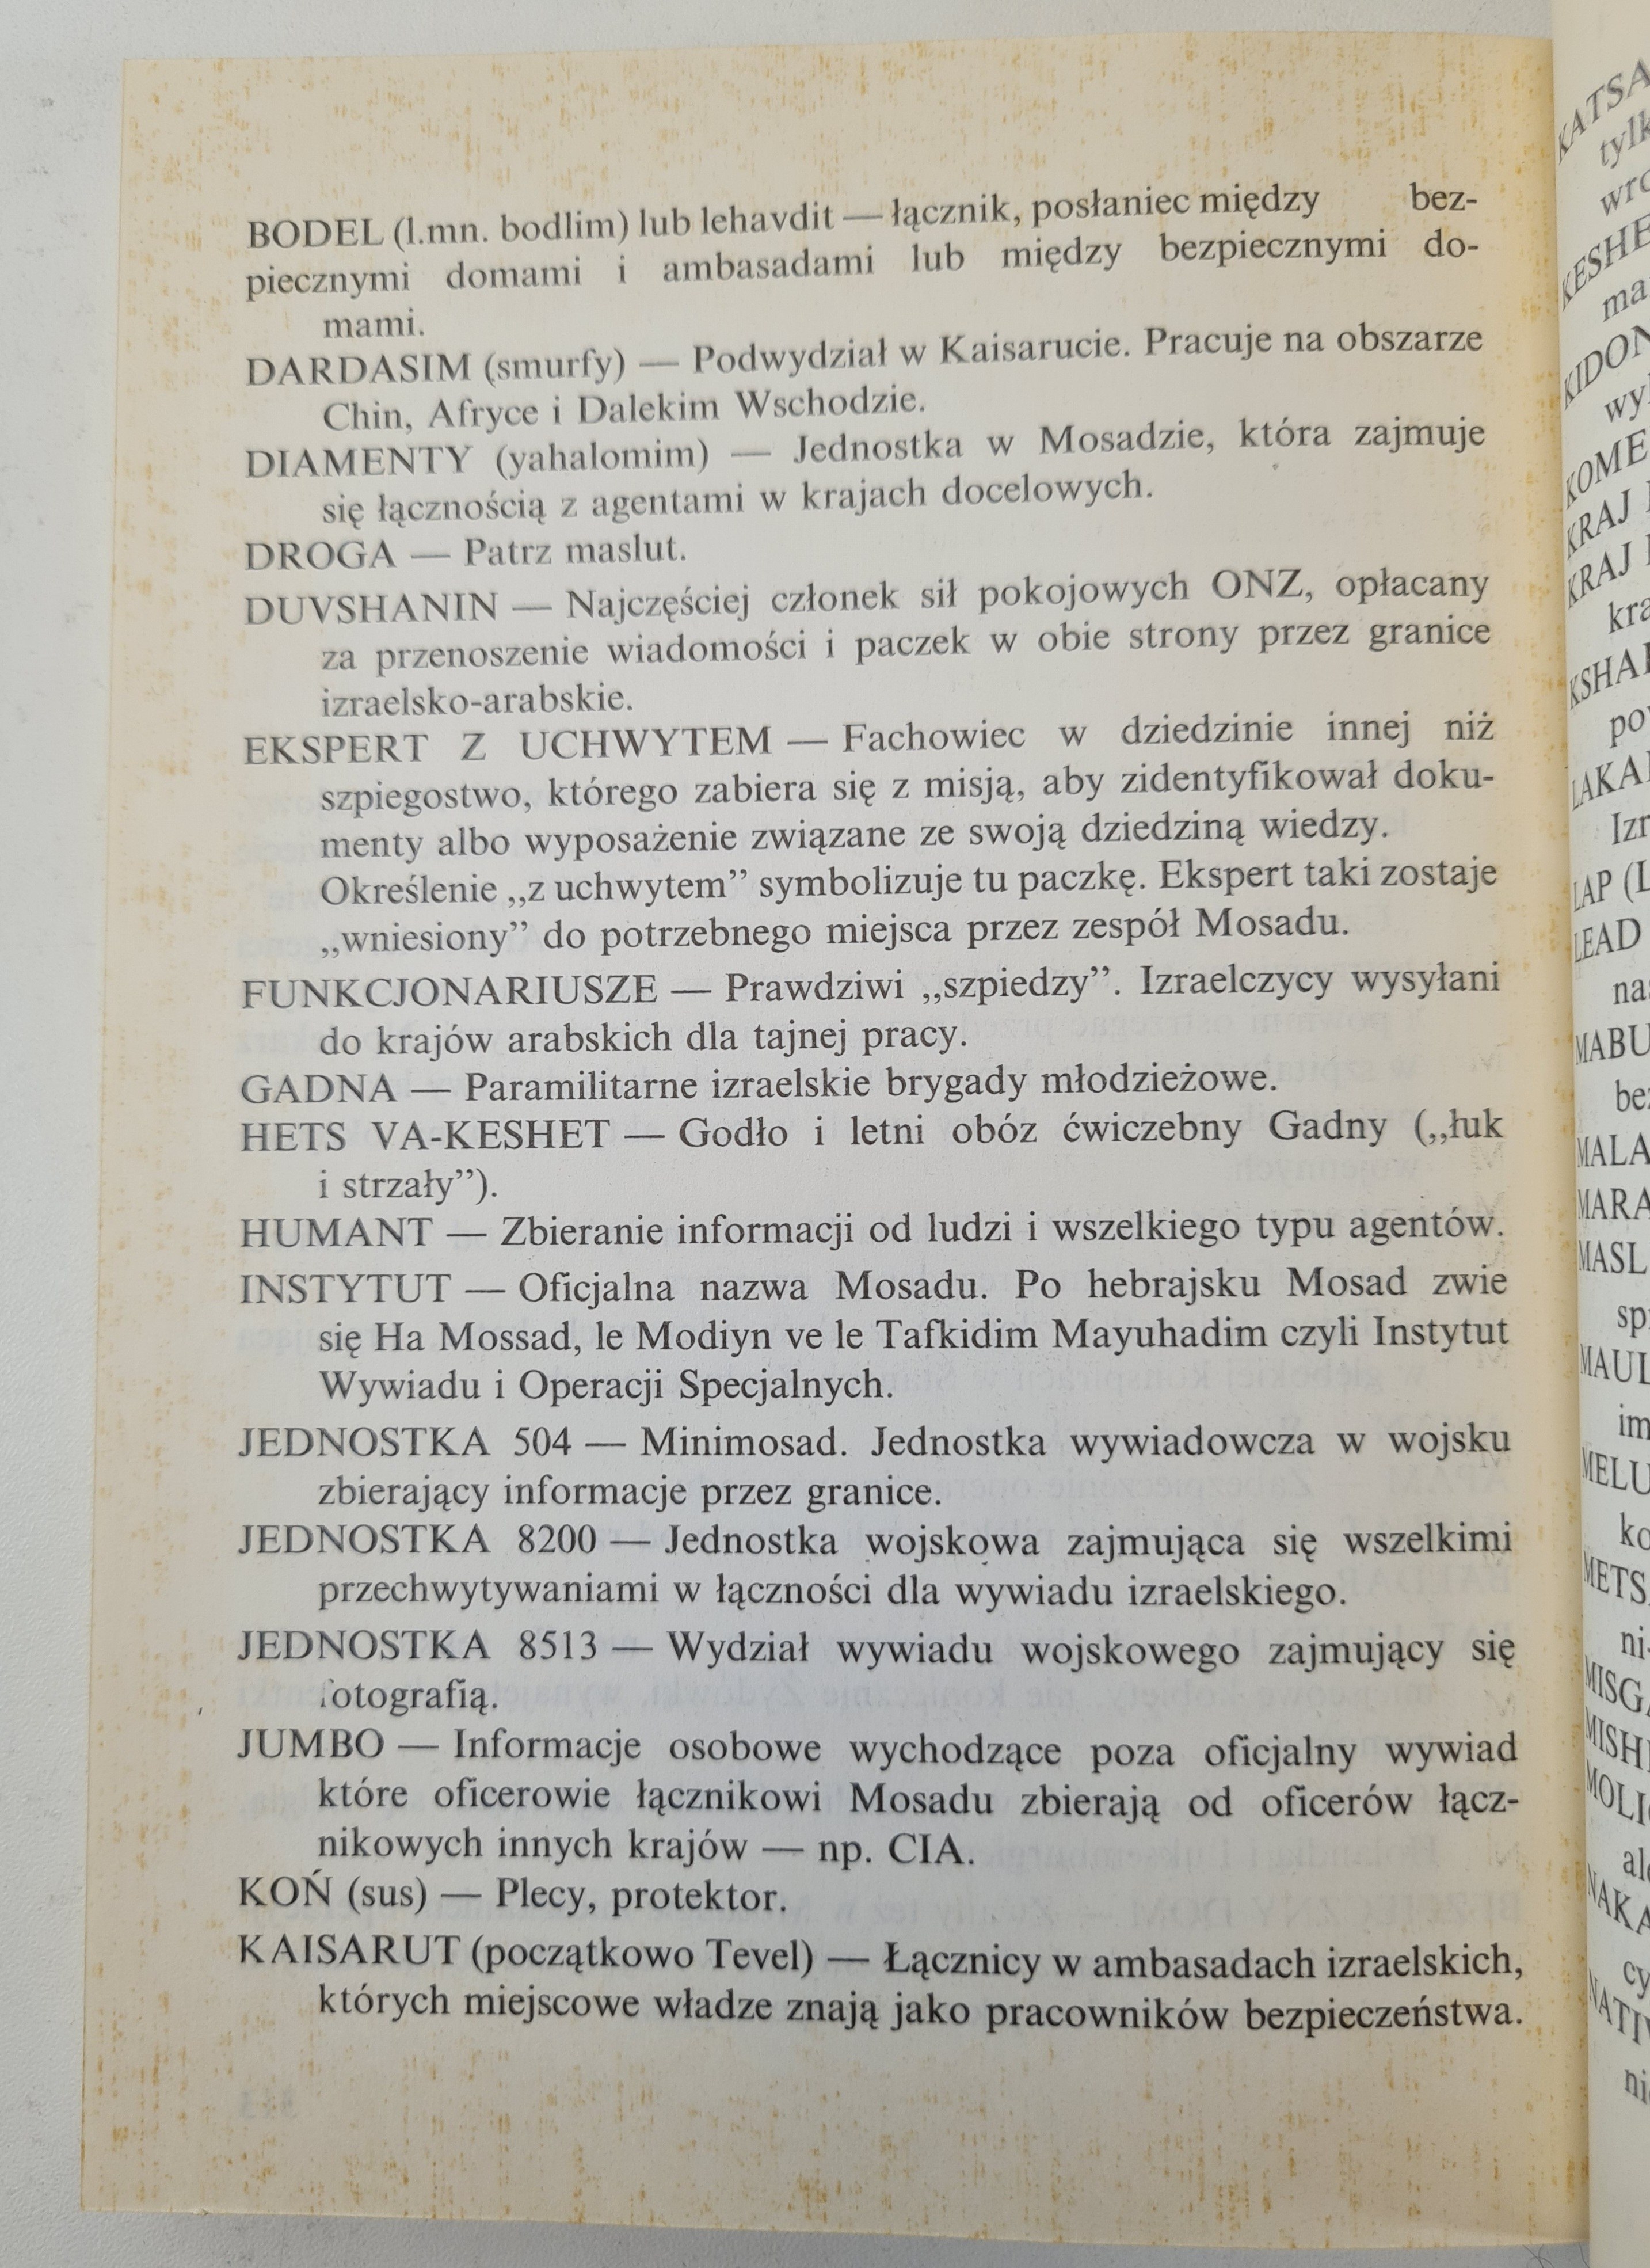 BODEL (l.mn. bodlim) lub lehavdit — łącznik, posłaniec między bez-
piecznymi domami i ambasadami lub między bezpiecznymi do-
mami.
DARDASIM (smurfy) — Podwydział w Kaisarucie. Pracuje na obszarze
Chin, Afryce i Dalekim Wschodzie.
DIAMENTY (yahalomim) — Jednostka w Mosadzie, która zajmuje
się łącznością z agentami w krajach docelowych.
DROGA — Patrz maslut.
DUVSHANIN — Najczęściej członek sił pokojowych ONZ, opłacany
za przenoszenie wiadomości i paczek w obie strony przez granice
izraelsko-arabskie.
EKSPERT Z UCHWYTEM — Fachowiec w dziedzinie innej niż
szpiegostwo, którego zabiera się z misją, aby zidentyfikował doku-
menty albo wyposażenie związane ze swoją dziedziną wiedzy.
Określenie „z uchwytem” symbolizuje tu paczkę. Ekspert taki zostaje
„wniesiony” do potrzebnego miejsca przez zespół Mosadu.
FUNKCJONARIUSZE — Prawdziwi „szpiedzy”. Izraelczycy wysyłani
do krajów arabskich dla tajnej pracy.
GADNA — Paramilitarne izraelskie brygady młodzieżowe.
HETS VA-KESHET — Godło i letni obóz ćwiczebny Gadny („łuk
i strzały”).
HUMANT — Zbieranie informacji od ludzi i wszelkiego typu agentów.
INSTYTUT — Oficjalna nazwa Mosadu. Po hebrajsku Mosad zwie
się Ha Mossad, le Modiyn ve le Tafkidim Mayuhadim czyli Instytut
Wywiadu i Operacji Specjalnych.
JEDNOSTKA 504 — Minimosad. Jednostka wywiadowcza w wojsku
zbierający informacje przez granice.
JEDNOSTKA 8200 — Jednostka wojskowa zajmująca się wszelkimi
przechwytywaniami w łączności dla wywiadu izraelskiego.
JEDNOSTKA 8513 — Wydział wywiadu wojskowego zajmujący się
fotografią.
JUMBO — Informacje osobowe wychodzące poza oficjalny wywiad
które oficerowie łącznikowi Mosadu zbierają od oficerów łącz-
nikowych innych krajów — np. CIA.
KOŃ (sus) — Plecy, protektor.
KAISARUT (początkowo Tevel) — Łącznicy w ambasadach izraelskich,
których miejscowe władze znają jako pracowników bezpieczeństwa.